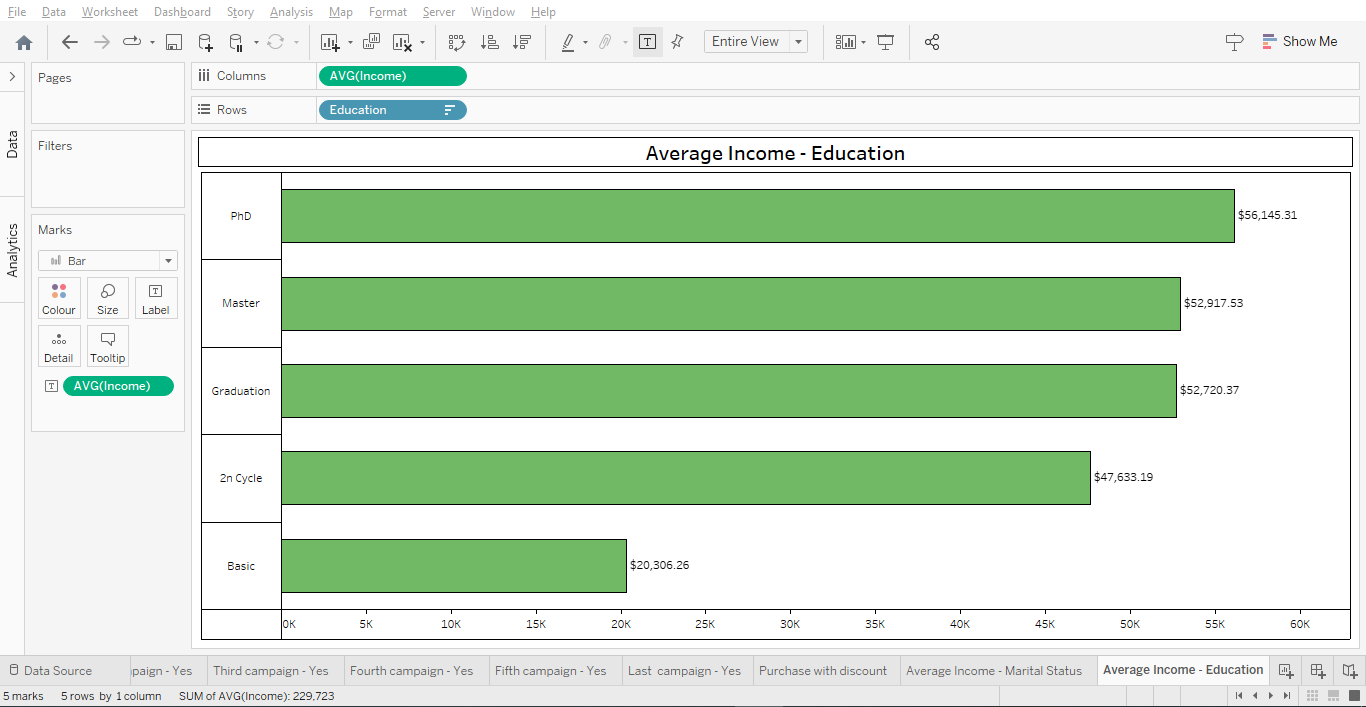 File Data Worksheet Dashboard Story Analysis Map Format Server Window Help
Entire View
Show Me
Pages
Columns
AVG(Income)
Rows
Education
Data
Analytics
Filters
Marks
Bar
Colour Size Label
Detail Tooltip
AVG(Income)
Average Income - Education
PhD $56,145.31
Master $52,917.53
Graduation $52,720.37
2n Cycle $47,633.19
Basic $20,306.26
0K 5K 10K 15K 20K 25K 30K 35K 40K 45K 50K 55K 60K
Data Source paign - Yes Third campaign - Yes Fourth campaign - Yes Fifth campaign - Yes Last campaign - Yes Purchase with discount Average Income - Marital Status Average Income - Education
5 marks 5 rows by 1 column SUM of AVG(Income): 229,723